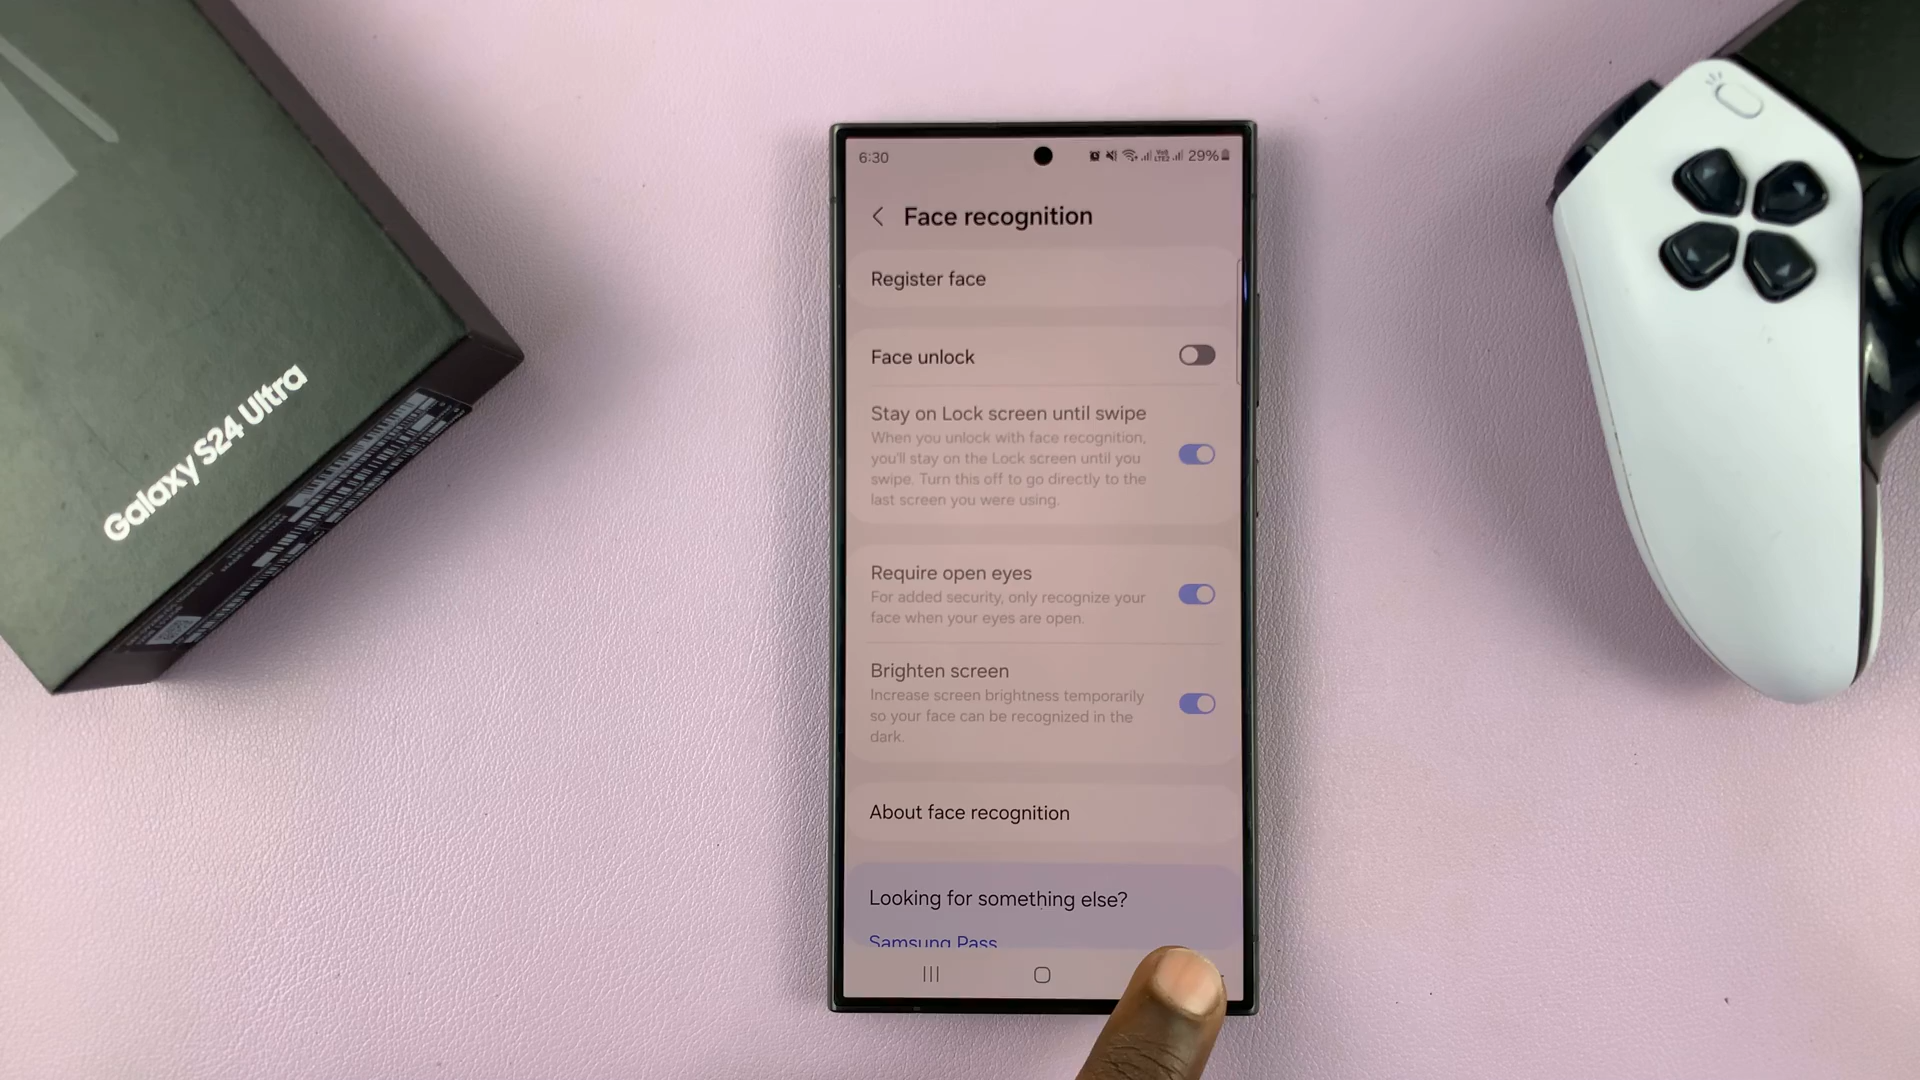 Galaxy S24 Ultra
6:30
29%
Face recognition
Register face
Face unlock
Stay on Lock screen until swipe
When you unlock with face recognition,
you'll stay on the Lock screen until you
swipe. Turn this off to go directly to the
last screen you were using.
Require open eyes
For added security, only recognize your
face when your eyes are open.
Brighten screen
Increase screen brightness temporarily
so your face can be recognized in the
dark.
About face recognition
Looking for something else?
Samsung Pass